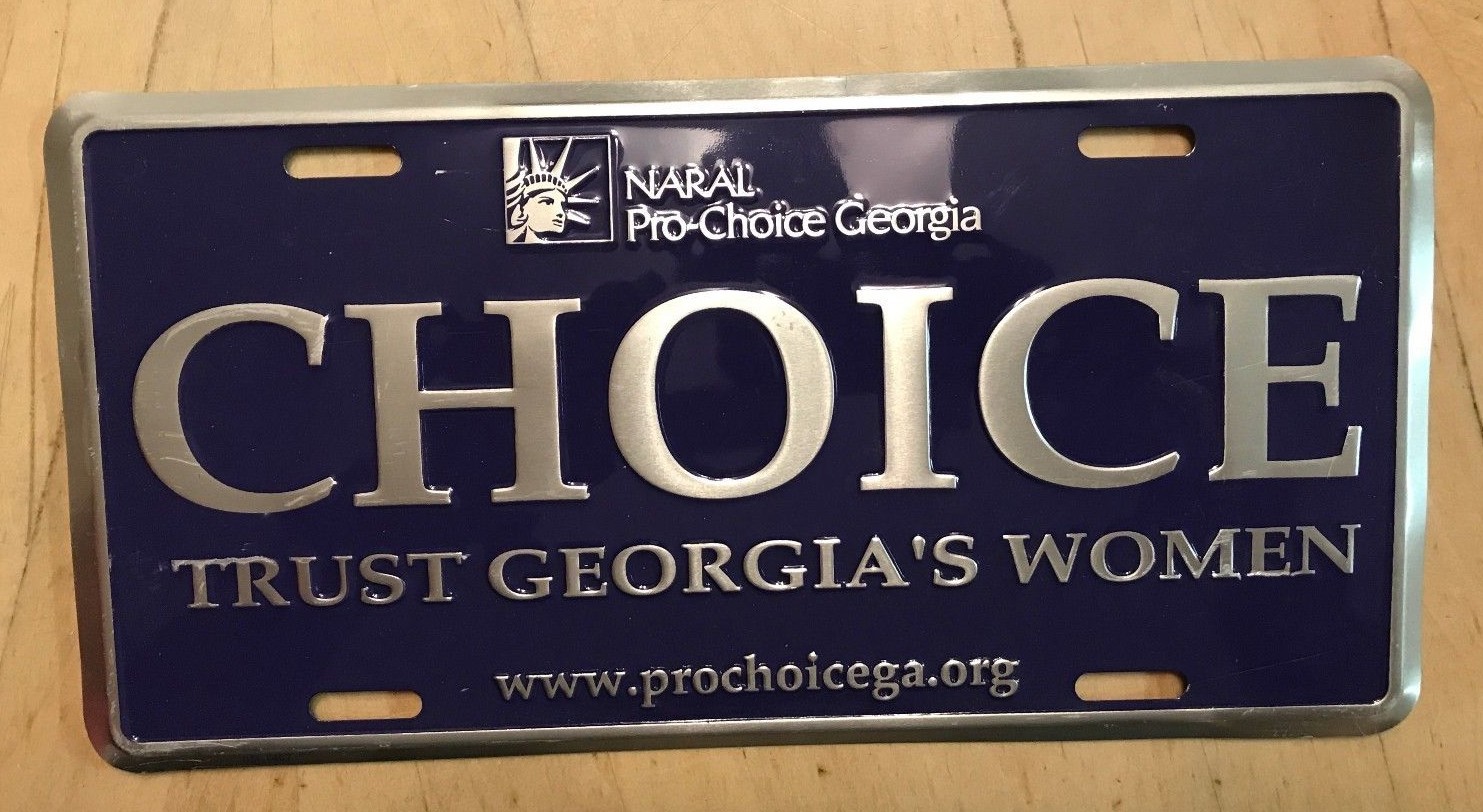 NARAL
Pro-Choice Georgia
CHOICE
TRUST GEORGIA'S WOMEN
www.prochoicega.org